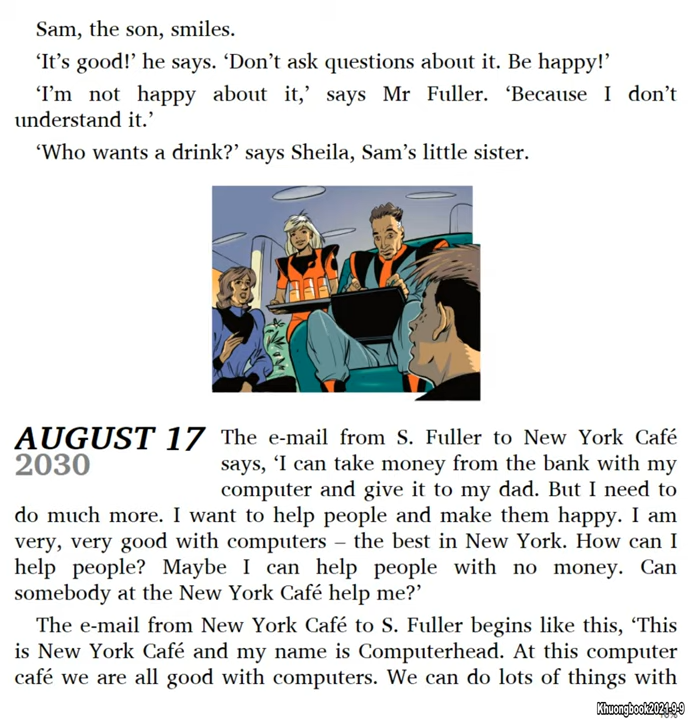 Sam, the son, smiles.
‘It’s good!’ he says. ‘Don’t ask questions about it. Be happy!’
‘I’m not happy about it,’ says Mr Fuller. ‘Because I don’t
understand it.’
‘Who wants a drink?’ says Sheila, Sam’s little sister.
AUGUST 17
2030
The e-mail from S. Fuller to New York Café
says, ‘I can take money from the bank with my
computer and give it to my dad. But I need to
do much more. I want to help people and make them happy. I am
very, very good with computers – the best in New York. How can I
help people? Maybe I can help people with no money. Can
somebody at the New York Café help me?’
The e-mail from New York Café to S. Fuller begins like this, ‘This
is New York Café and my name is Computerhead. At this computer
café we are all good with computers. We can do lots of things with
Khuongbook2021-9-9